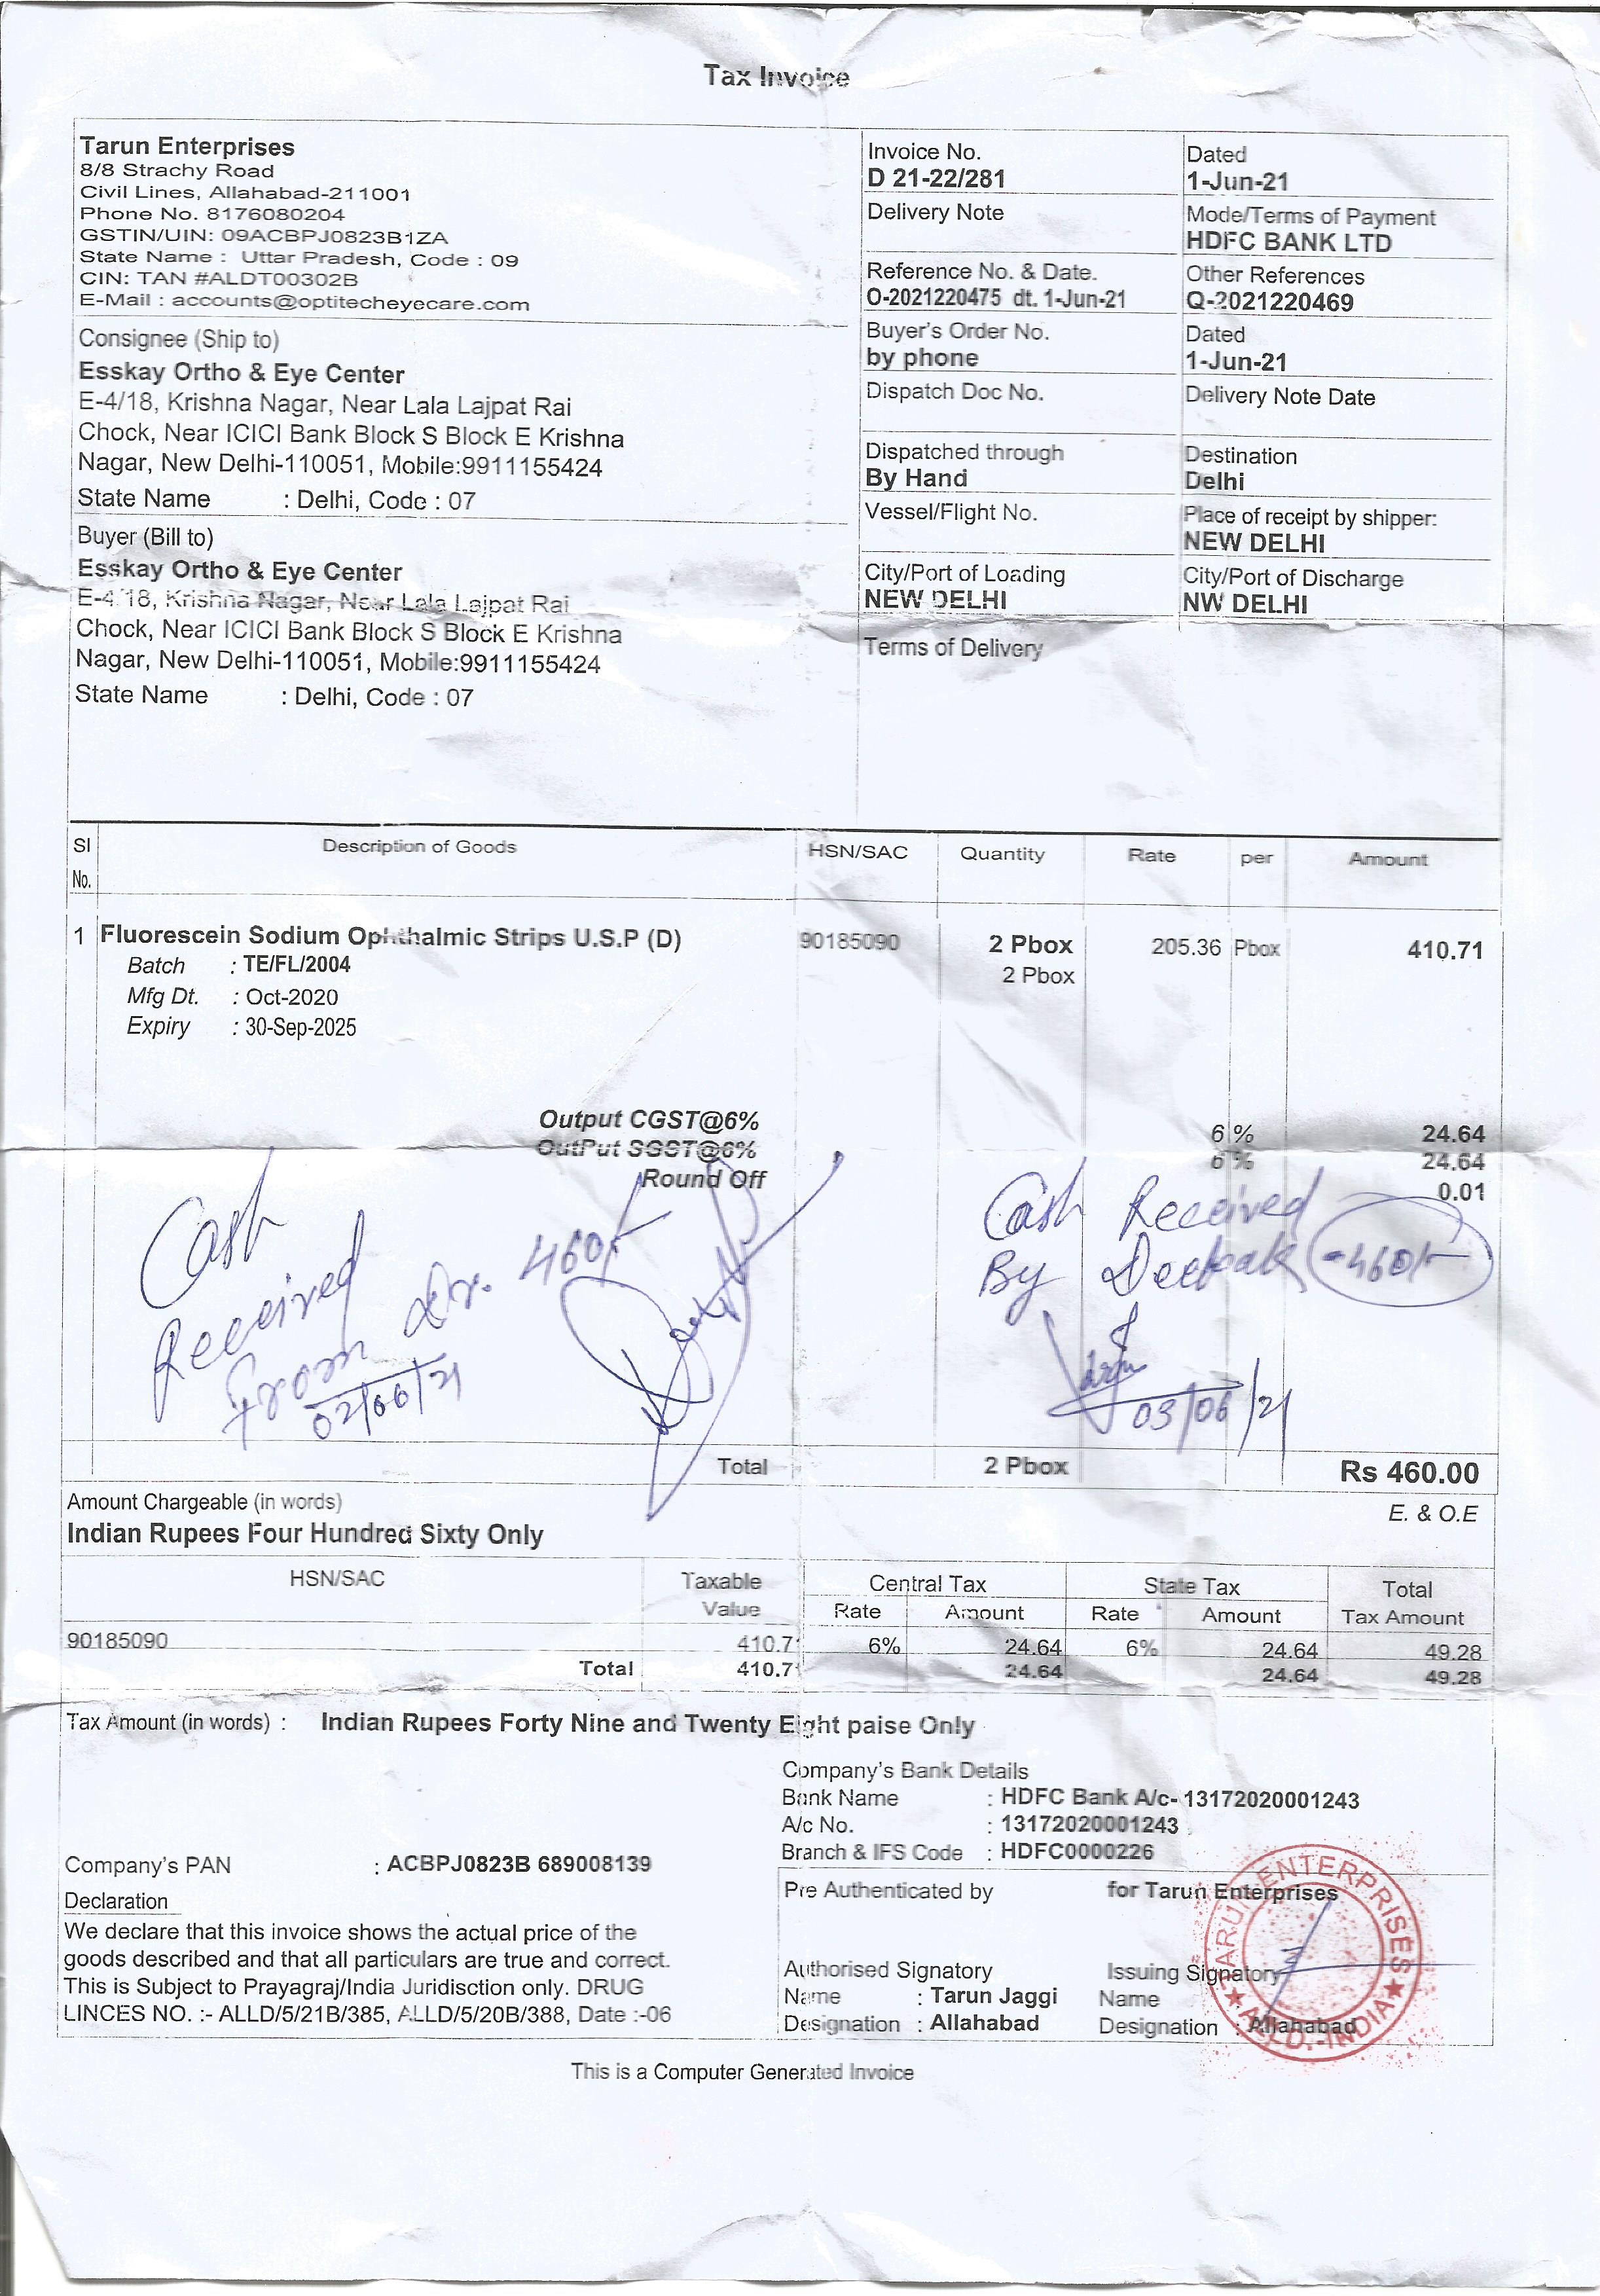 Tax Invoice
Tarun Enterprises
8/8 Strachy Road
Civil Lines, Allahabad-211001
Phone No. 8176080204
GSTIN/UIN: 09ACBPJ0823B1ZA
State Name : Uttar Pradesh, Code : 09
CIN: TAN #ALDT00302B
E-Mail : accounts@optitecheyecare.com
Invoice No.
D 21-22/281
Dated
1-Jun-21
Delivery Note
Mode/Terms of Payment
HDFC BANK LTD
Reference No. & Date.
O-2021220475 dt. 1-Jun-21
Other References
Q-2021220469
Buyer's Order No.
by phone
Dated
1-Jun-21
Dispatch Doc No.
Delivery Note Date
Dispatched through
By Hand
Destination
Delhi
Vessel/Flight No.
Place of receipt by shipper:
NEW DELHI
City/Port of Loading
NEW DELHI
City/Port of Discharge
NW DELHI
Terms of Delivery
Consignee (Ship to)
Esskay Ortho & Eye Center
E-4/18, Krishna Nagar, Near Lala Lajpat Rai
Chock, Near ICICI Bank Block S Block E Krishna
Nagar, New Delhi-110051, Mobile:9911155424
State Name : Delhi, Code : 07
Buyer (Bill to)
Esskay Ortho & Eye Center
E-4/18, Krishna Nagar, Near Lala Lajpat Rai
Chock, Near ICICI Bank Block S Block E Krishna
Nagar, New Delhi-110051, Mobile:9911155424
State Name : Delhi, Code : 07
Sl No. Description of Goods HSN/SAC Quantity Rate per Amount
1 Fluorescein Sodium Ophthalmic Strips U.S.P (D) 90185090 2 Pbox 205.36 Pbox 410.71
2 Pbox
Batch : TE/FL/2004
Mfg Dt. : Oct-2020
Expiry : 30-Sep-2025
Output CGST@6% 6 % 24.64
OutPut SGST@6% 6 % 24.64
Round Off 0.01
Cash
Received
from Dr. 460/-
02/06/21
Cash Received
By Deepak 460/-
03/06/21
Total 2 Pbox Rs 460.00
Amount Chargeable (in words) E. & O.E
Indian Rupees Four Hundred Sixty Only
HSN/SAC Taxable Value Central Tax State Tax Total Tax Amount
Rate Amount Rate Amount
90185090 410.71 6% 24.64 6% 24.64 49.28
Total 410.71 24.64 24.64 49.28
Tax Amount (in words) : Indian Rupees Forty Nine and Twenty Eight paise Only
Company's Bank Details
Bank Name : HDFC Bank A/c- 13172020001243
A/c No. : 13172020001243
Branch & IFS Code : HDFC0000226
Company's PAN : ACBPJ0823B 689008139
Declaration
We declare that this invoice shows the actual price of the
goods described and that all particulars are true and correct.
This is Subject to Prayagraj/India Juridisction only. DRUG
LINCES NO. :- ALLD/5/21B/385, ALLD/5/20B/388, Date :-06
Pre Authenticated by
for Tarun Enterprises
Authorised Signatory
Name : Tarun Jaggi
Designation : Allahabad
Issuing Signatory
Name
Designation : Allahabad
TARUN ENTERPRISES
ALLD.-INDIA
This is a Computer Generated Invoice